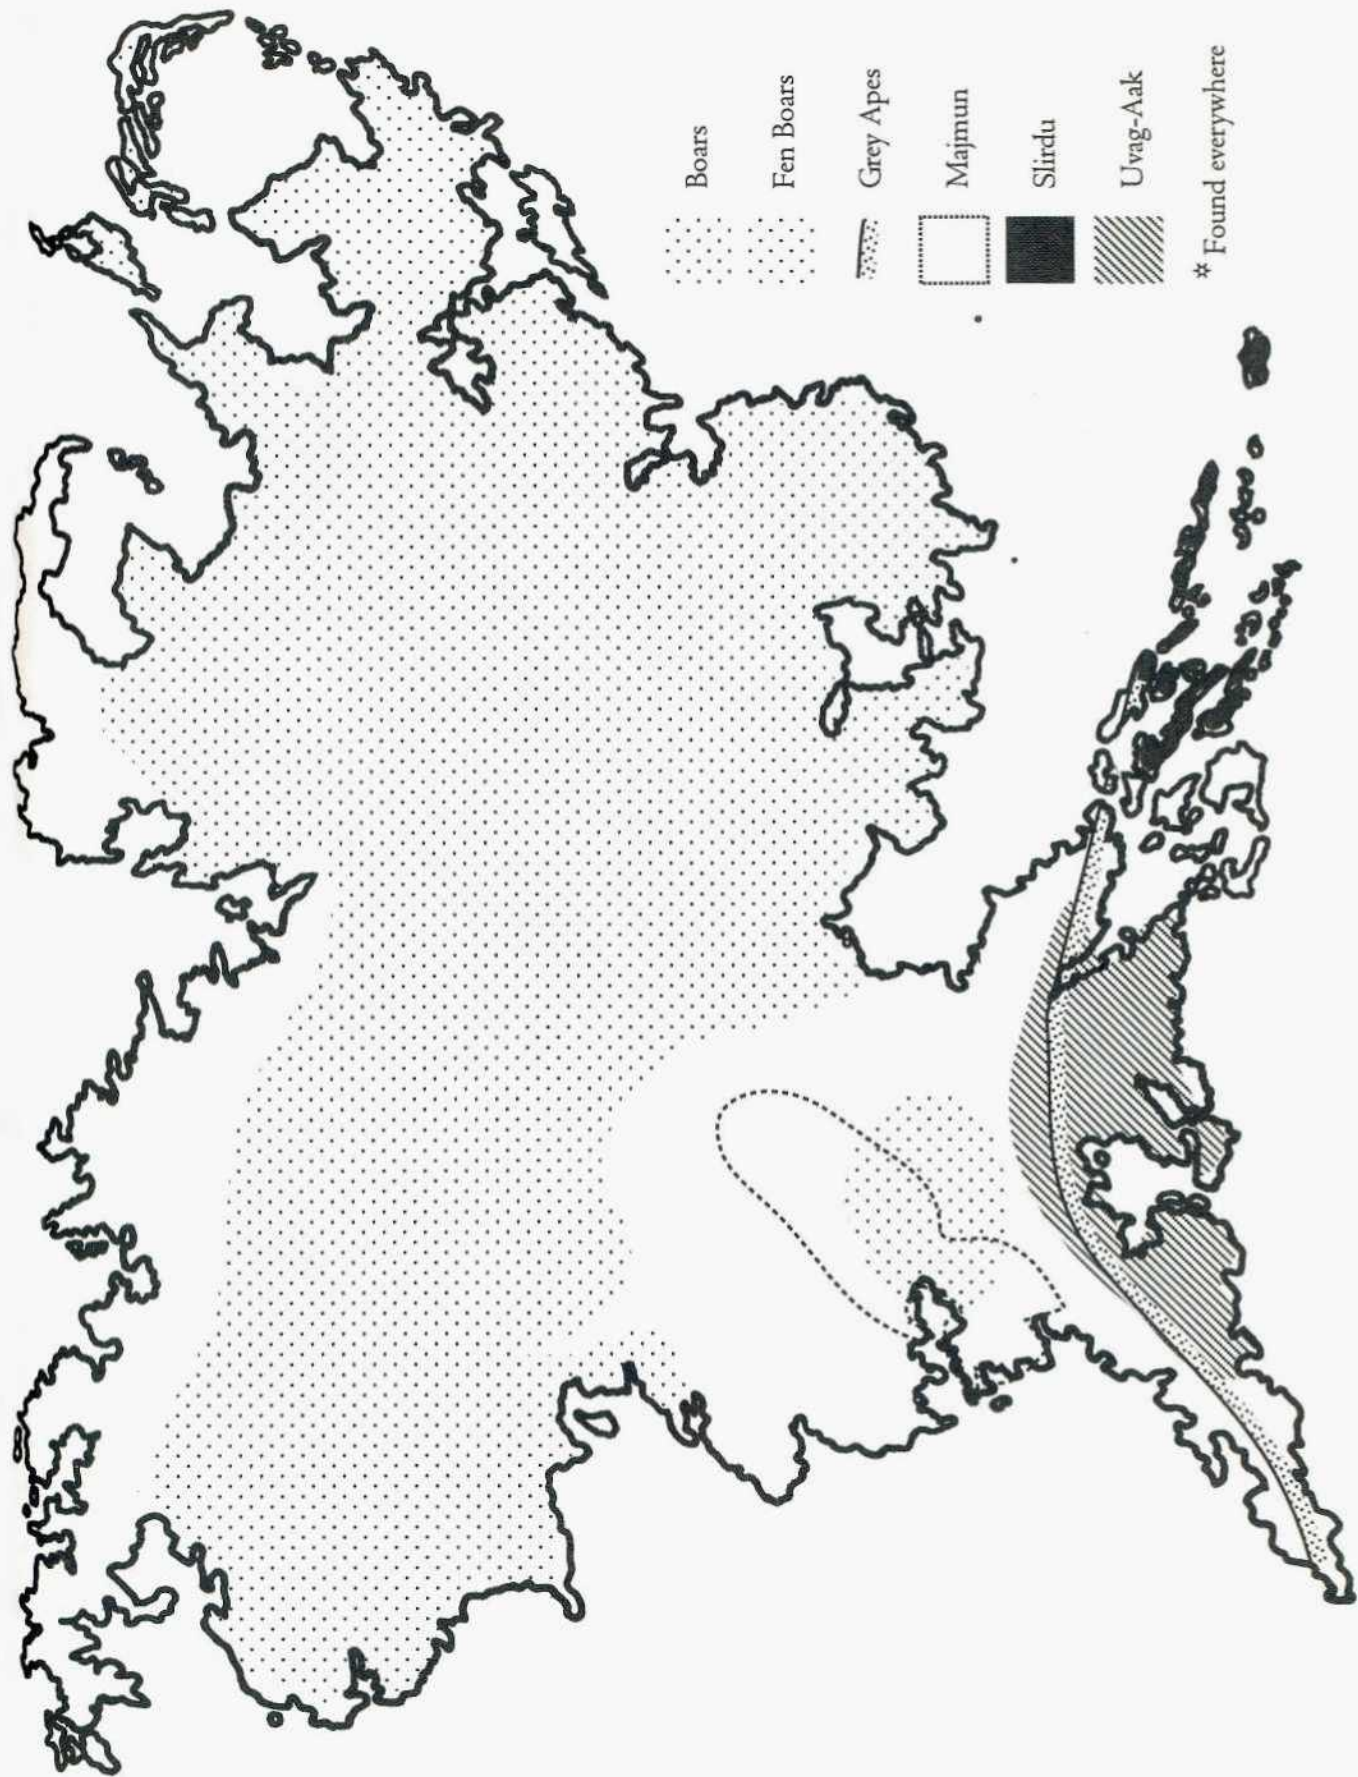 Boars
Fen Boars
Grey Apes
Majmun
Slirdu
Uvag-Aak
* Found everywhere